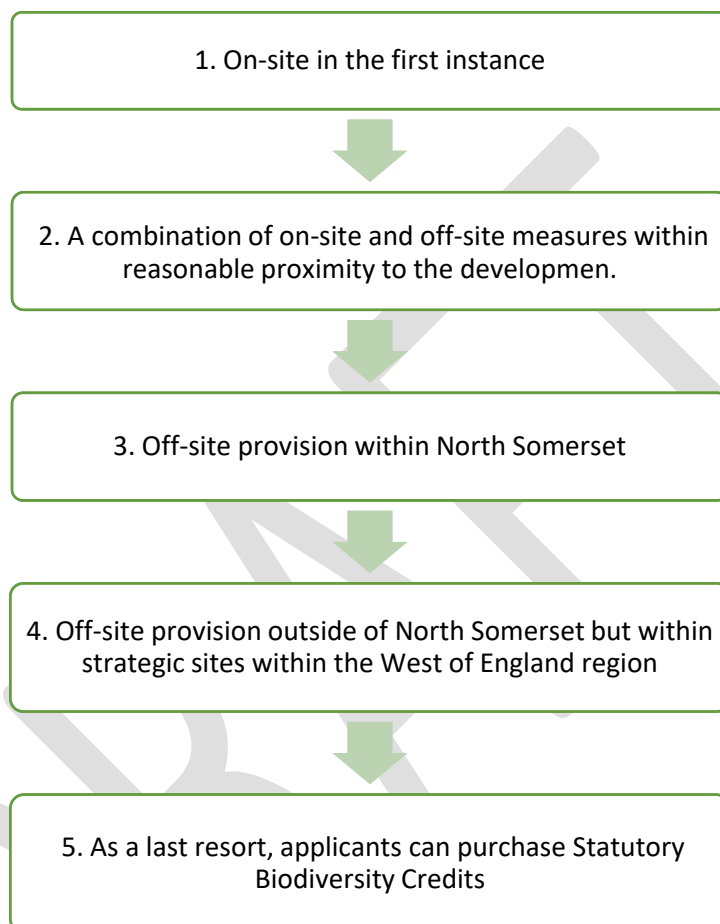 1. On-site in the first instance
2. A combination of on-site and off-site measures within
reasonable proximity to the developmen.
3. Off-site provision within North Somerset
4. Off-site provision outside of North Somerset but within
strategic sites within the West of England region
5. As a last resort, applicants can purchase Statutory
Biodiversity Credits